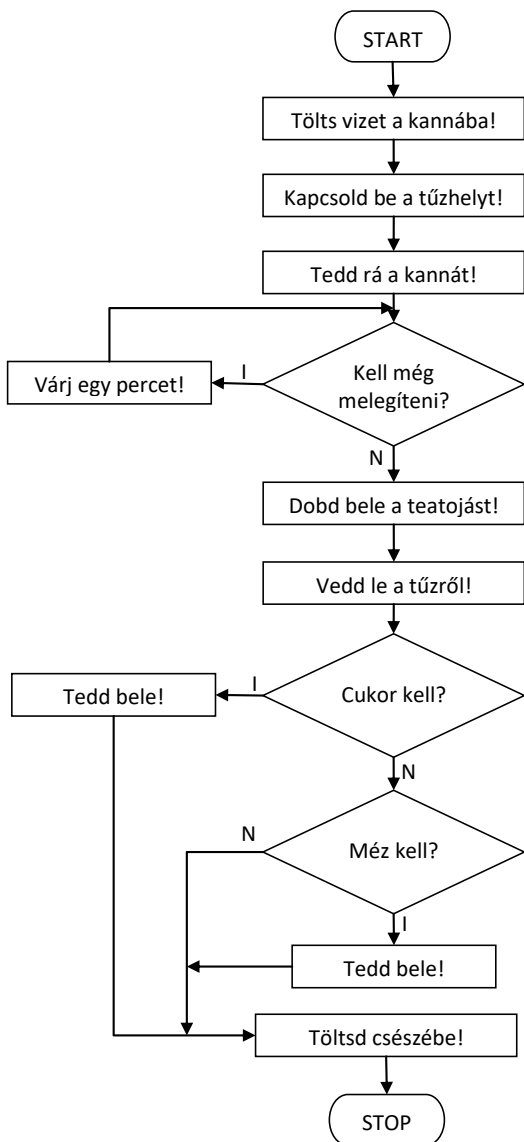 START
Tölts vizet a kannába!
Kapcsold be a tűzhelyt!
Tedd rá a kannát!
Kell még
melegíteni?
I
Várj egy percet!
N
Dobd bele a teatojást!
Vedd le a tűzről!
Cukor kell?
I
Tedd bele!
N
Méz kell?
N
I
Tedd bele!
Töltsd csészébe!
STOP